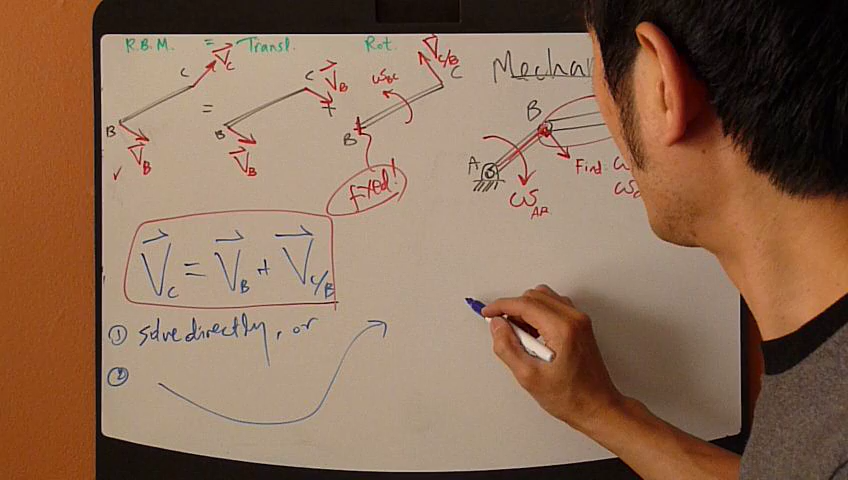 R.B.M. = Transl. Rot.
C V_C C V_B ω_BC V_C/B C
B V_B = B V_B + B
fixed!
Mechan
A B
ω_AB
Find: ω
V_C = V_B + V_C/B
① solve directly, or
②